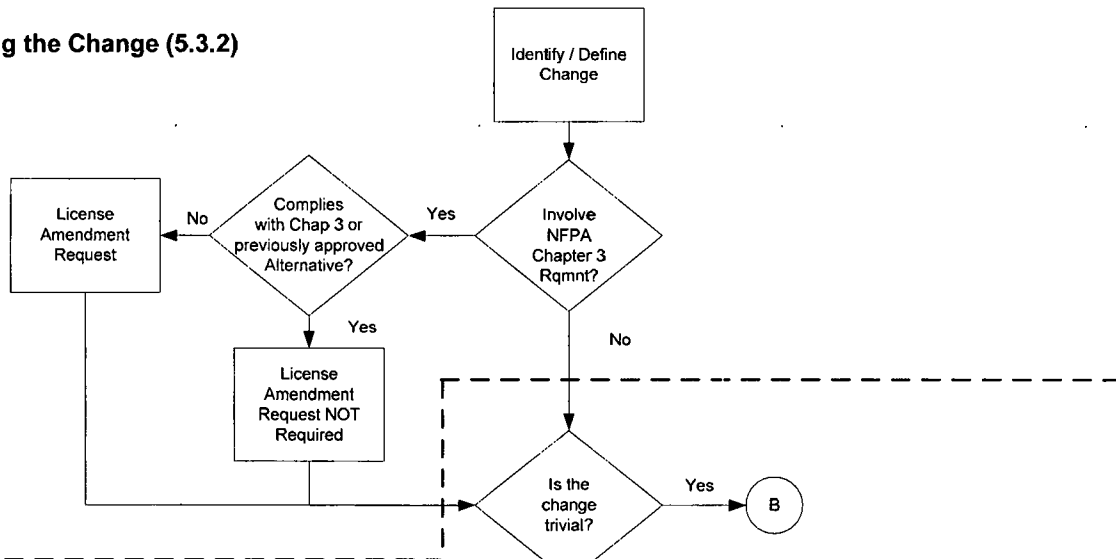 g the Change (5.3.2)
Identify / Define
Change
Involve
NFPA
Chapter 3
Rqmnt?
Yes
Complies
with Chap 3 or
previously approved
Alternative?
No
License
Amendment
Request
Yes
License
Amendment
Request NOT
Required
No
Is the
change
trivial?
Yes
B